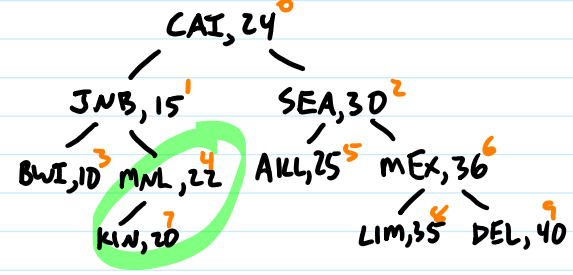 CAI, 24 0
JNB, 15 1 SEA, 30 2
BWI, 10 3 MNL, 22 4 AKL, 25 5 MEX, 36 6
KIN, 20 7 LIM, 35 8 DEL, 40 9